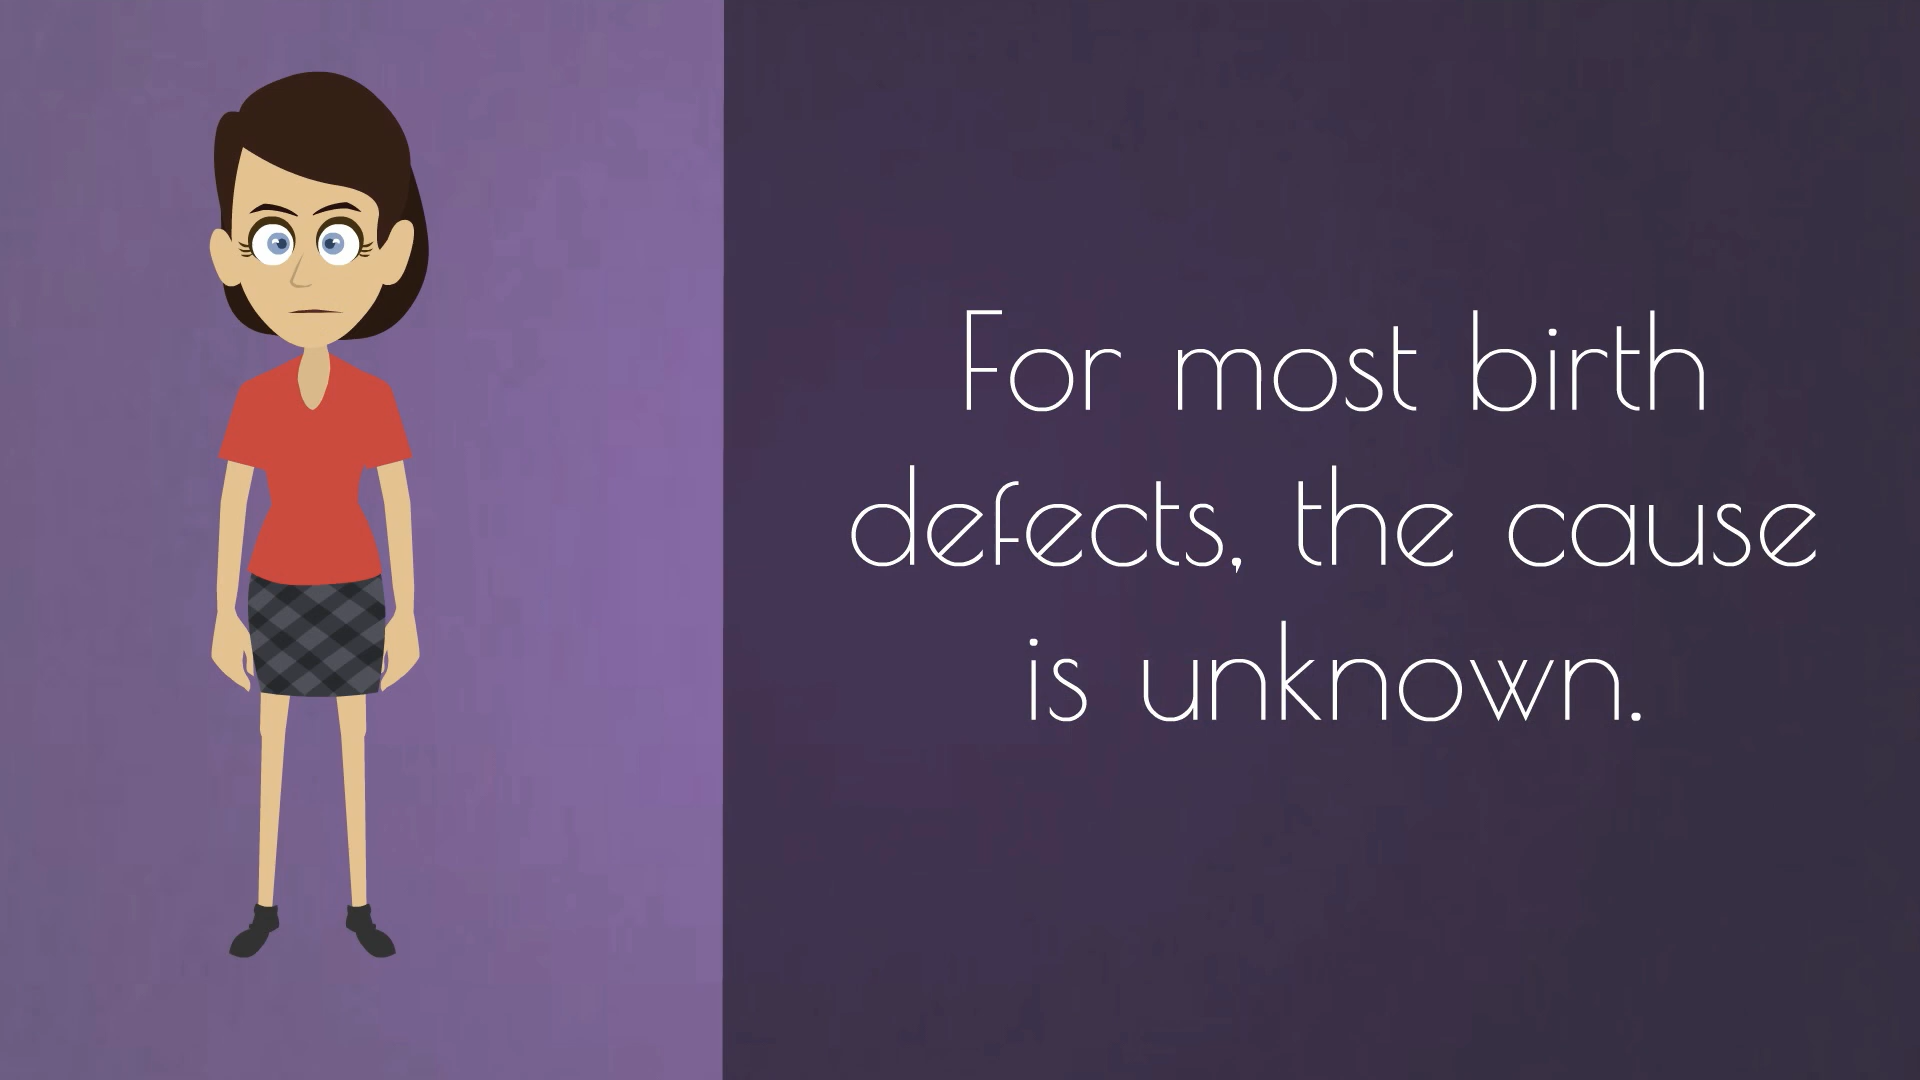 For most birth
defects, the cause
is unknown.